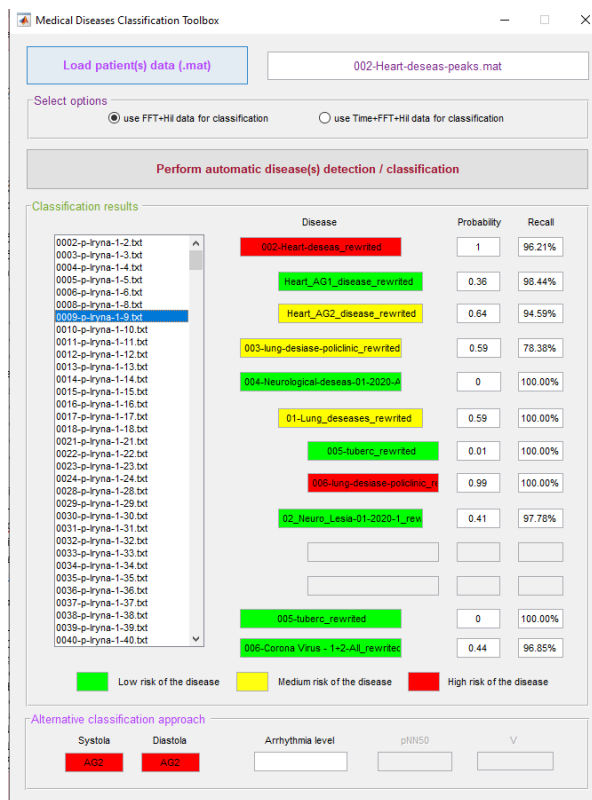 Medical Diseases Classification Toolbox
Load patient(s) data (.mat)
002-Heart-deseas-peaks.mat
Select options
use FFT+Hil data for classification
use Time+FFT+Hil data for classification
Perform automatic disease(s) detection / classification
Classification results
Disease Probability Recall
0002-p-Iryna-1-2.txt
0003-p-Iryna-1-3.txt
0004-p-Iryna-1-4.txt
0005-p-Iryna-1-5.txt
0006-p-Iryna-1-6.txt
0008-p-Iryna-1-8.txt
0009-p-Iryna-1-9.txt
0010-p-Iryna-1-10.txt
0011-p-Iryna-1-11.txt
0012-p-Iryna-1-12.txt
0013-p-Iryna-1-13.txt
0014-p-Iryna-1-14.txt
0015-p-Iryna-1-15.txt
0016-p-Iryna-1-16.txt
0017-p-Iryna-1-17.txt
0018-p-Iryna-1-18.txt
0021-p-Iryna-1-21.txt
0022-p-Iryna-1-22.txt
0023-p-Iryna-1-23.txt
0024-p-Iryna-1-24.txt
0028-p-Iryna-1-28.txt
0029-p-Iryna-1-29.txt
0030-p-Iryna-1-30.txt
0031-p-Iryna-1-31.txt
0032-p-Iryna-1-32.txt
0033-p-Iryna-1-33.txt
0034-p-Iryna-1-34.txt
0035-p-Iryna-1-35.txt
0036-p-Iryna-1-36.txt
0037-p-Iryna-1-37.txt
0038-p-Iryna-1-38.txt
0039-p-Iryna-1-39.txt
0040-p-Iryna-1-40.txt
002-Heart-deseas_rewrited 1 96.21%
Heart_AG1_disease_rewrited 0.36 98.44%
Heart_AG2_disease_rewrited 0.64 94.59%
003-lung-desiase-policlinic_rewrited 0.59 78.38%
004-Neurological-deseas-01-2020-A 0 100.00%
01-Lung_deseases_rewrited 0.59 100.00%
005-tuberc_rewrited 0.01 100.00%
006-lung-desiase-policlinic_re 0.99 100.00%
02_Neuro_Lesia-01-2020-1_rew 0.41 97.78%
005-tuberc_rewrited 0 100.00%
006-Corona Virus - 1+2-All_rewrited 0.44 96.85%
Low risk of the disease
Medium risk of the disease
High risk of the disease
Alternative classification approach
Systola Diastola Arrhythmia level pNN50 V
AG2 AG2